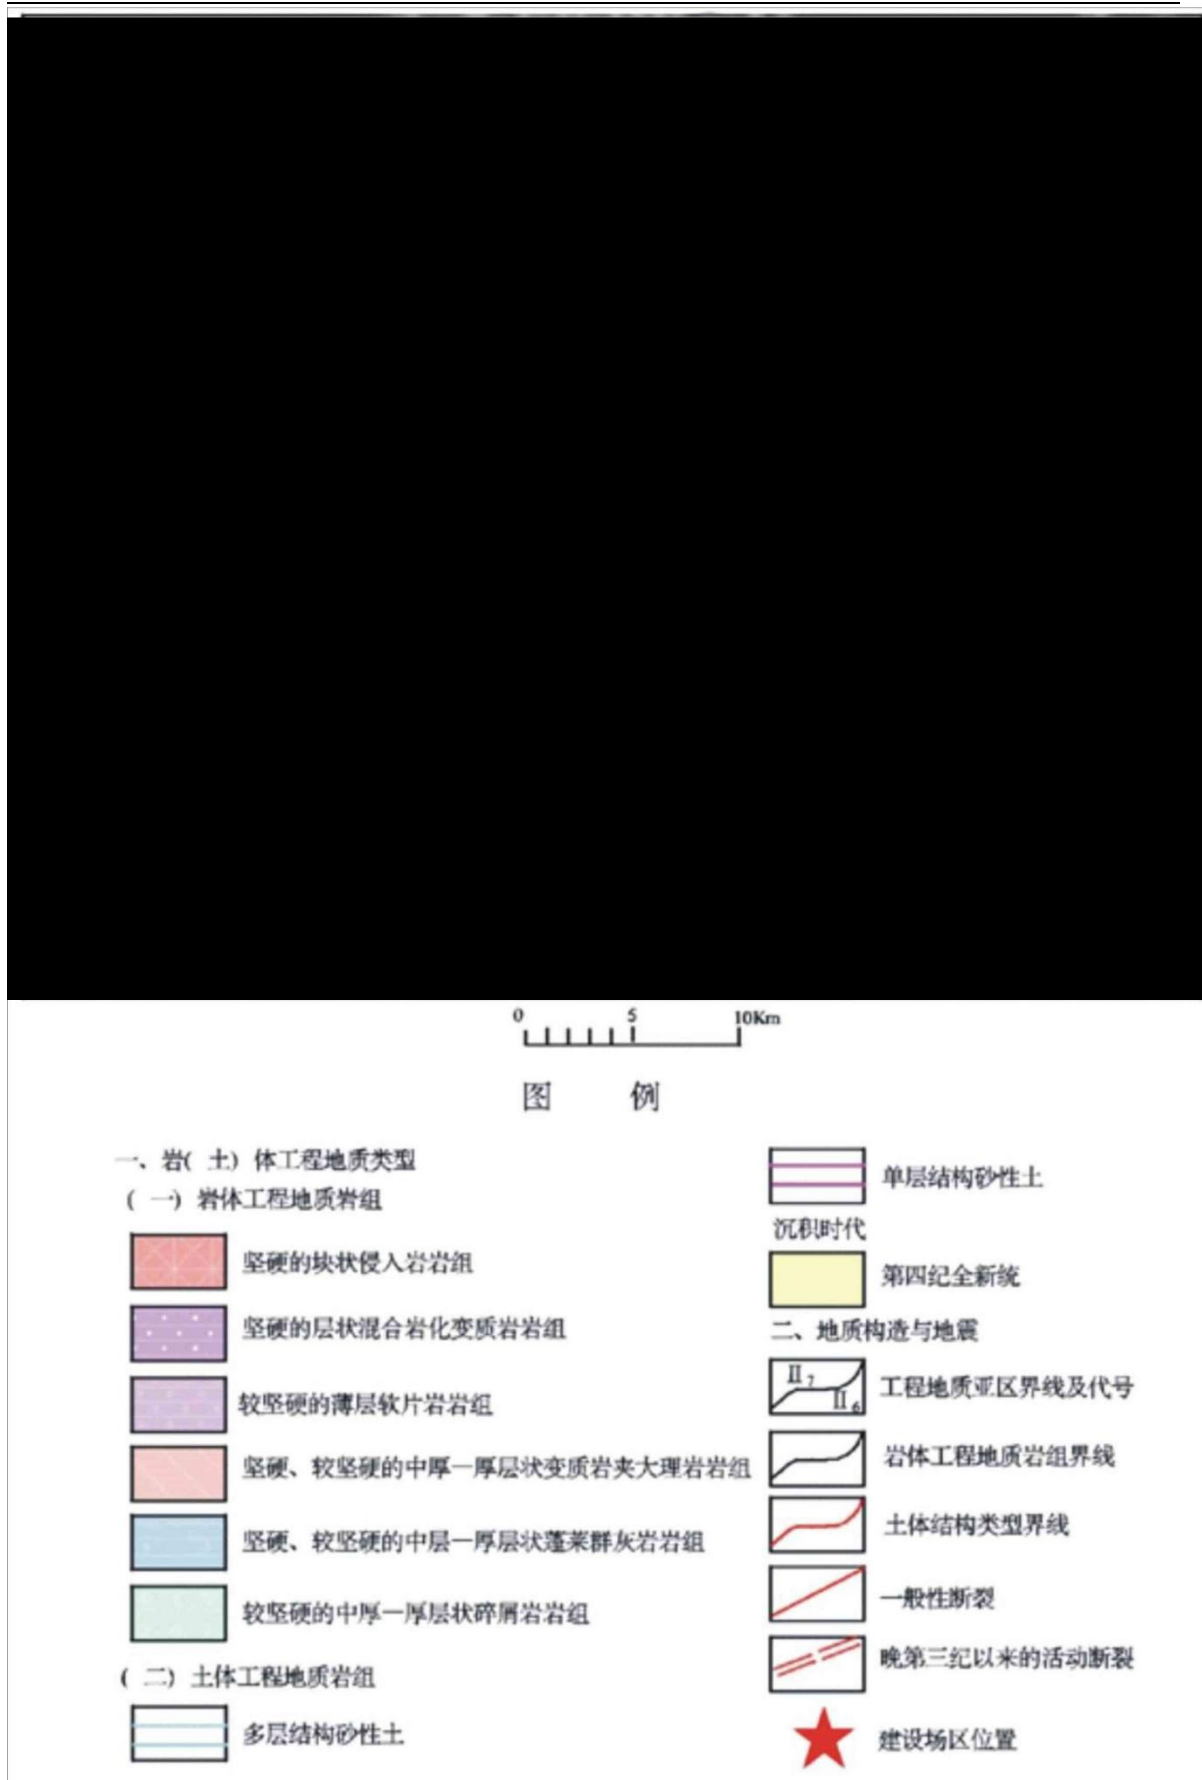 0 5 10Km
图 例
一、岩( 土) 体工程地质类型
( 一) 岩体工程地质岩组
坚硬的块状侵入岩岩组
坚硬的层状混合岩化变质岩岩组
较坚硬的薄层软片岩岩组
坚硬、较坚硬的中厚—厚层状变质岩夹大理岩岩组
坚硬、较坚硬的中层—厚层状蓬莱群灰岩岩组
较坚硬的中厚—厚层状碎屑岩岩组
( 二) 土体工程地质岩组
多层结构砂性土
单层结构砂性土
沉积时代
第四纪全新统
二、地质构造与地震
II7
II6
工程地质亚区界线及代号
岩体工程地质岩组界线
土体结构类型界线
一般性断裂
晚第三纪以来的活动断裂
建设场区位置